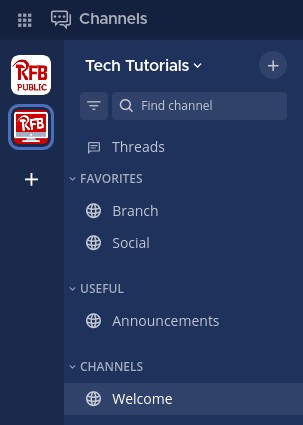 Channels
RFB
PUBLIC
Tech Tutorials
Find channel
RFB
Threads
FAVORITES
Branch
Social
USEFUL
Announcements
CHANNELS
Welcome